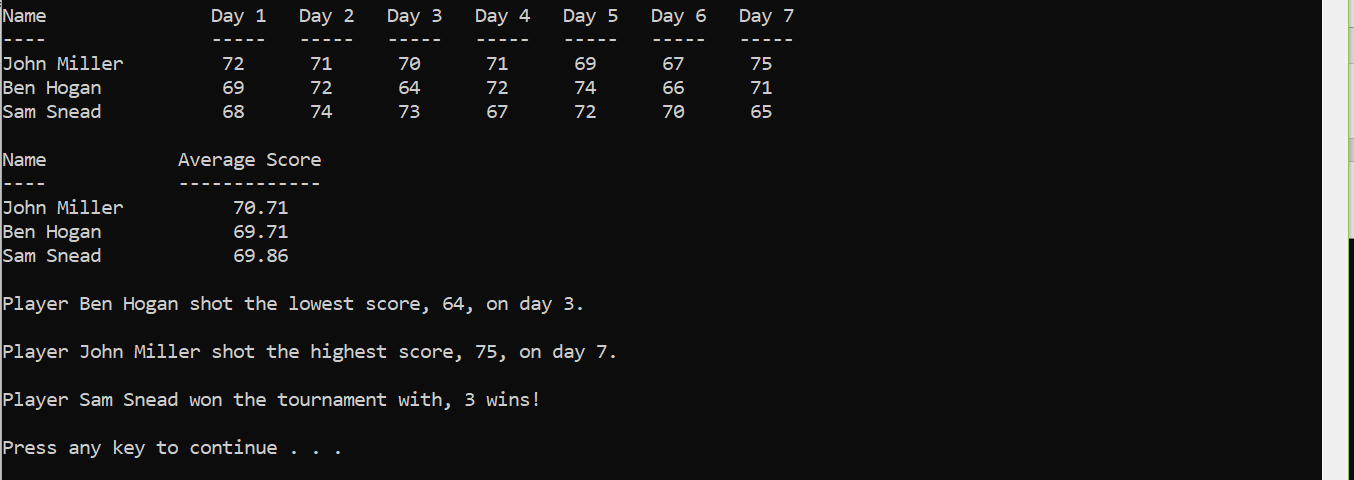 Name               Day 1   Day 2   Day 3   Day 4   Day 5   Day 6   Day 7
----               -----   -----   -----   -----   -----   -----   -----
John Miller         72      71      70      71      69      67      75
Ben Hogan           69      72      64      72      74      66      71
Sam Snead           68      74      73      67      72      70      65
Name            Average Score
----            -------------
John Miller          70.71
Ben Hogan            69.71
Sam Snead            69.86
Player Ben Hogan shot the lowest score, 64, on day 3.
Player John Miller shot the highest score, 75, on day 7.
Player Sam Snead won the tournament with, 3 wins!
Press any key to continue . . .